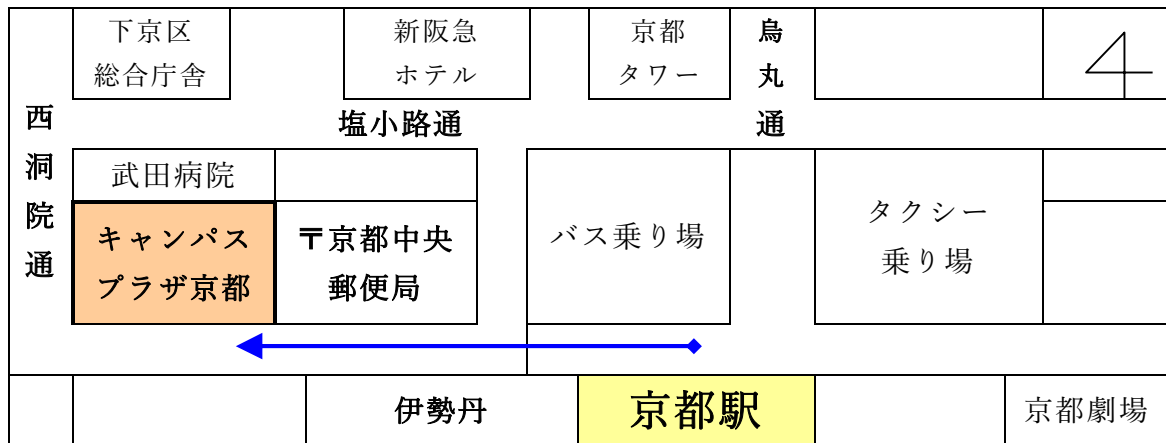 下京区
総合庁舎
新阪急
ホテル
京都
タワー
烏丸通
西洞院通
塩小路通
武田病院
キャンパス
プラザ京都
〒京都中央
郵便局
バス乗り場
タクシー
乗り場
伊勢丹
京都駅
京都劇場